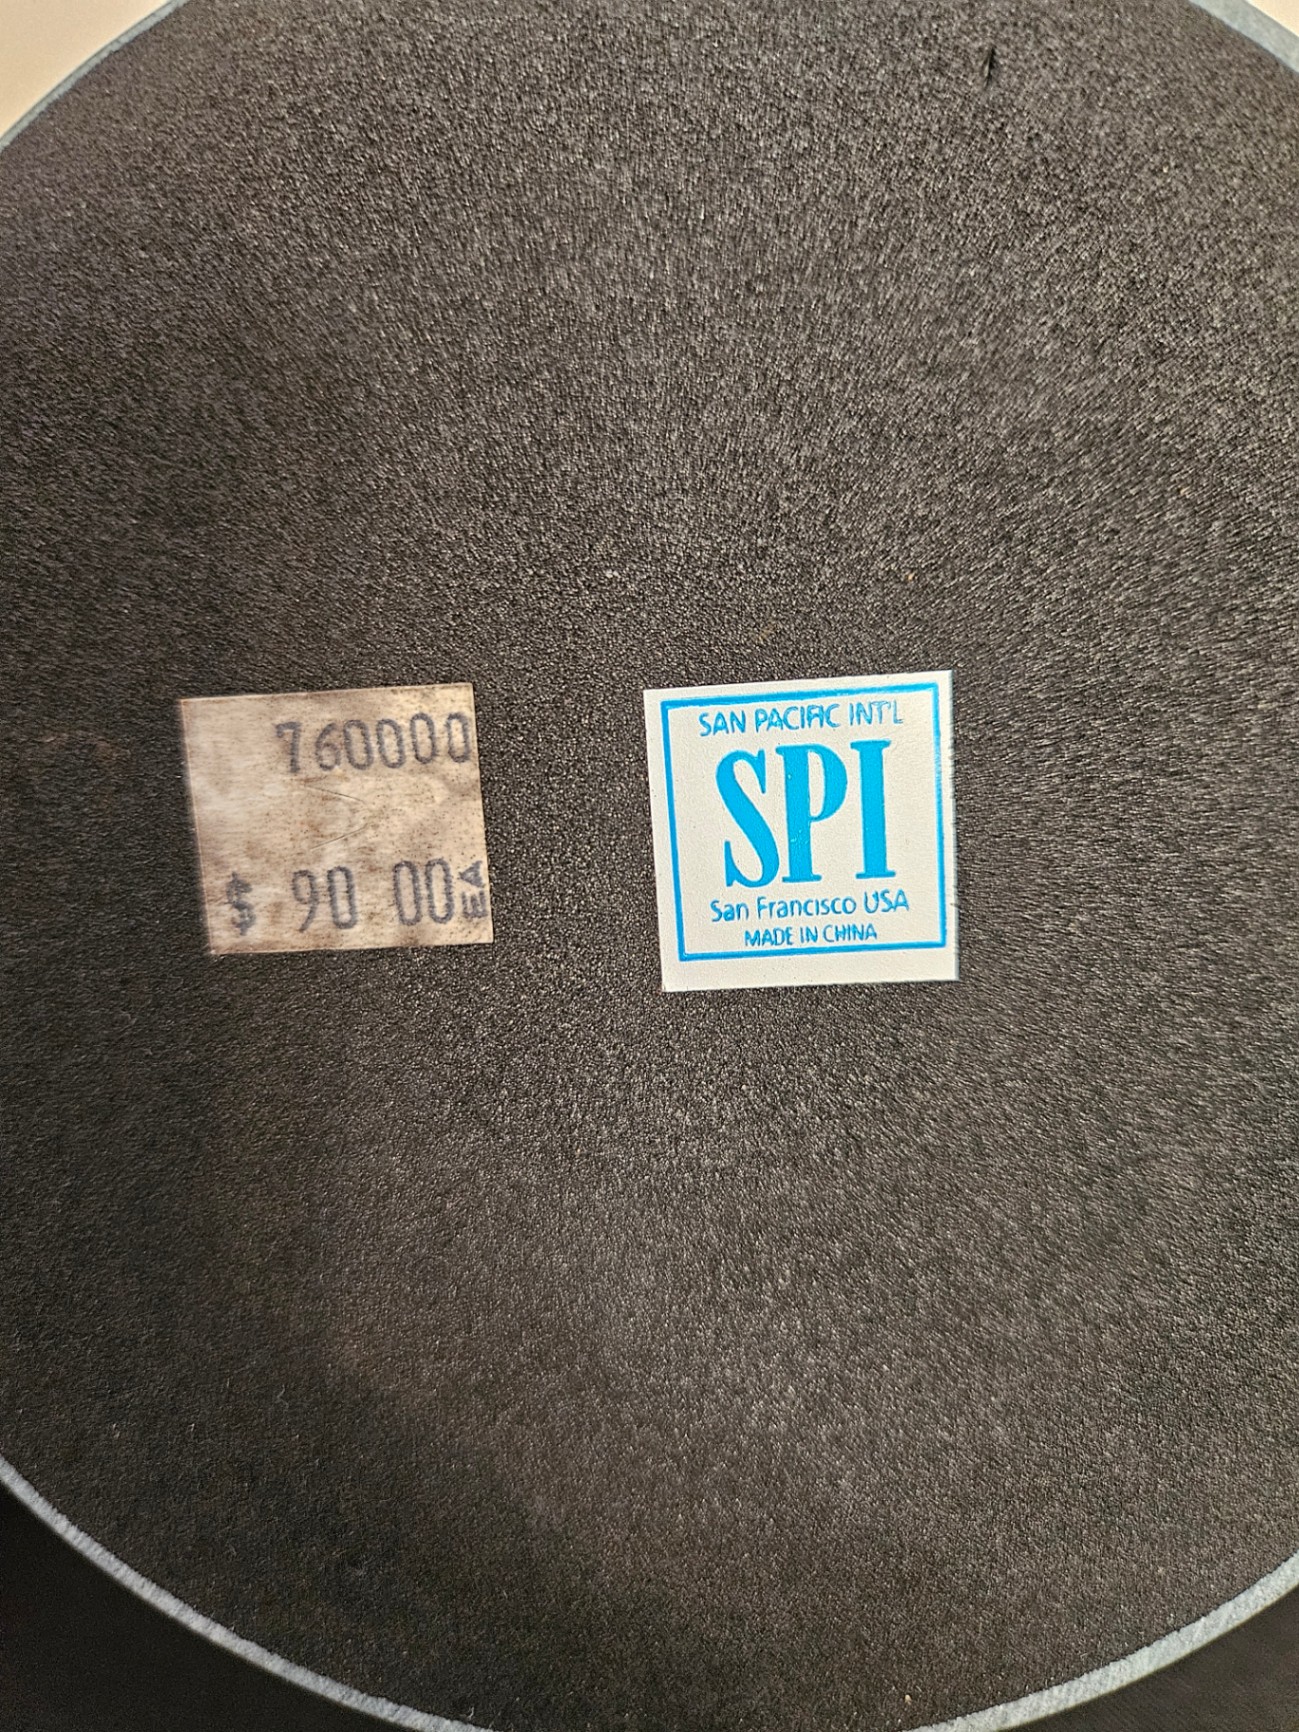 760000
$ 90 00 EA
SAN PACIFIC INT'L
SPI
San Francisco USA
MADE IN CHINA